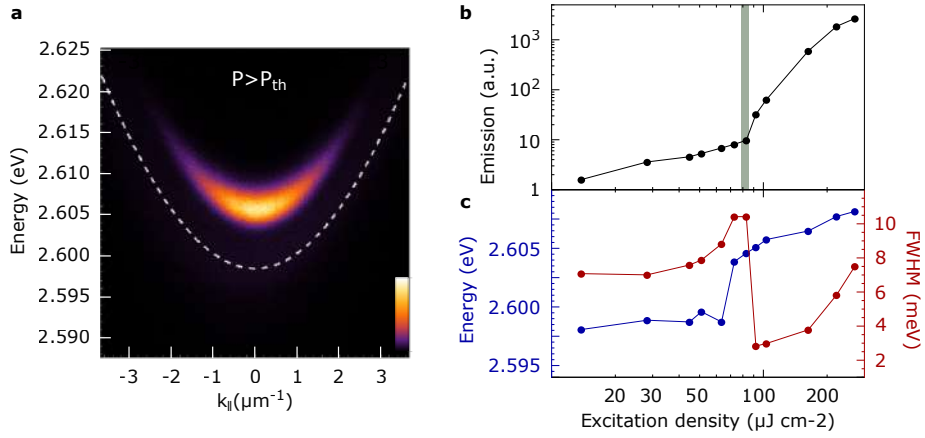 a
P>Pth
Energy (eV)
2.625
2.620
2.615
2.610
2.605
2.600
2.595
2.590
-3 -2 -1 0 1 2 3
k||(μm-1)
b
Emission (a.u.)
10³
10²
10
1
c
Energy (eV)
2.605
2.600
2.595
FWHM (meV)
10
8
6
4
2
20 50 100 200
Excitation density (μJ cm-2)